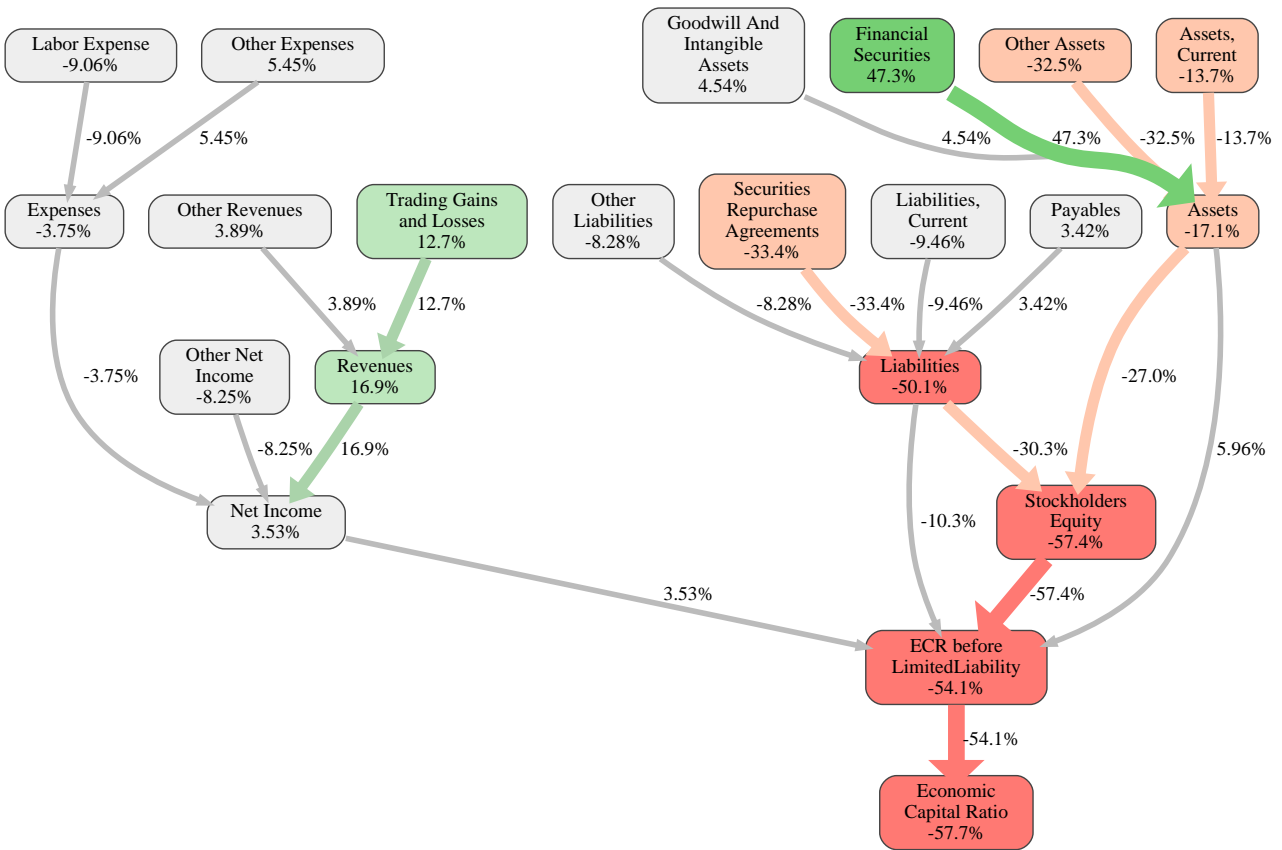 Labor Expense
-9.06%
Other Expenses
5.45%
Goodwill And
Intangible
Assets
4.54%
Financial
Securities
47.3%
Other Assets
-32.5%
Assets,
Current
-13.7%
-9.06%
5.45%
4.54%
47.3%
-32.5%
-13.7%
Expenses
-3.75%
Other Revenues
3.89%
Trading Gains
and Losses
12.7%
Other
Liabilities
-8.28%
Securities
Repurchase
Agreements
-33.4%
Liabilities,
Current
-9.46%
Payables
3.42%
Assets
-17.1%
3.89%
12.7%
-8.28%
-33.4%
-9.46%
3.42%
-3.75%
Other Net
Income
-8.25%
Revenues
16.9%
Liabilities
-50.1%
-27.0%
-8.25%
16.9%
-30.3%
5.96%
Net Income
3.53%
-10.3%
Stockholders
Equity
-57.4%
3.53%
-57.4%
ECR before
LimitedLiability
-54.1%
-54.1%
Economic
Capital Ratio
-57.7%